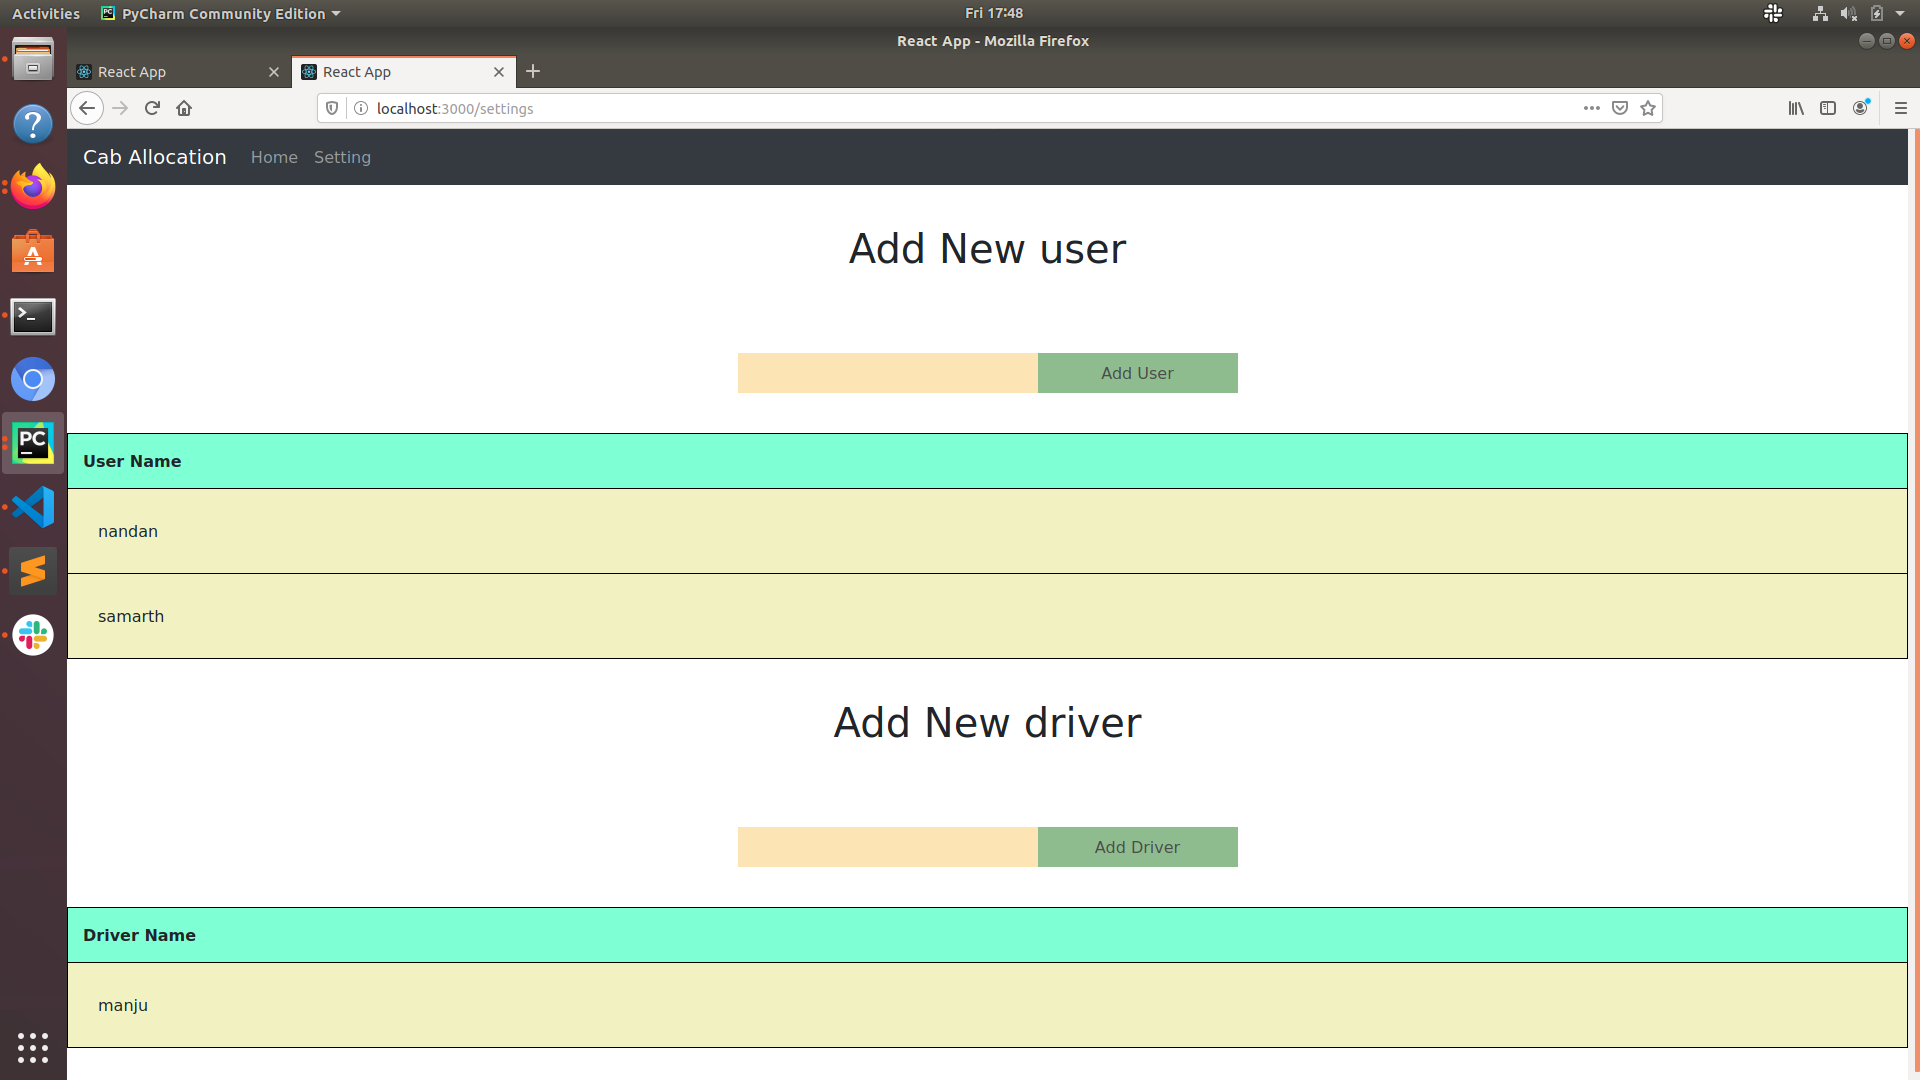 Activities PyCharm Community Edition Fri 17:48
React App - Mozilla Firefox
React App React App
localhost:3000/settings
Cab Allocation Home Setting
Add New user
Add User
User Name
nandan
samarth
Add New driver
Add Driver
Driver Name
manju